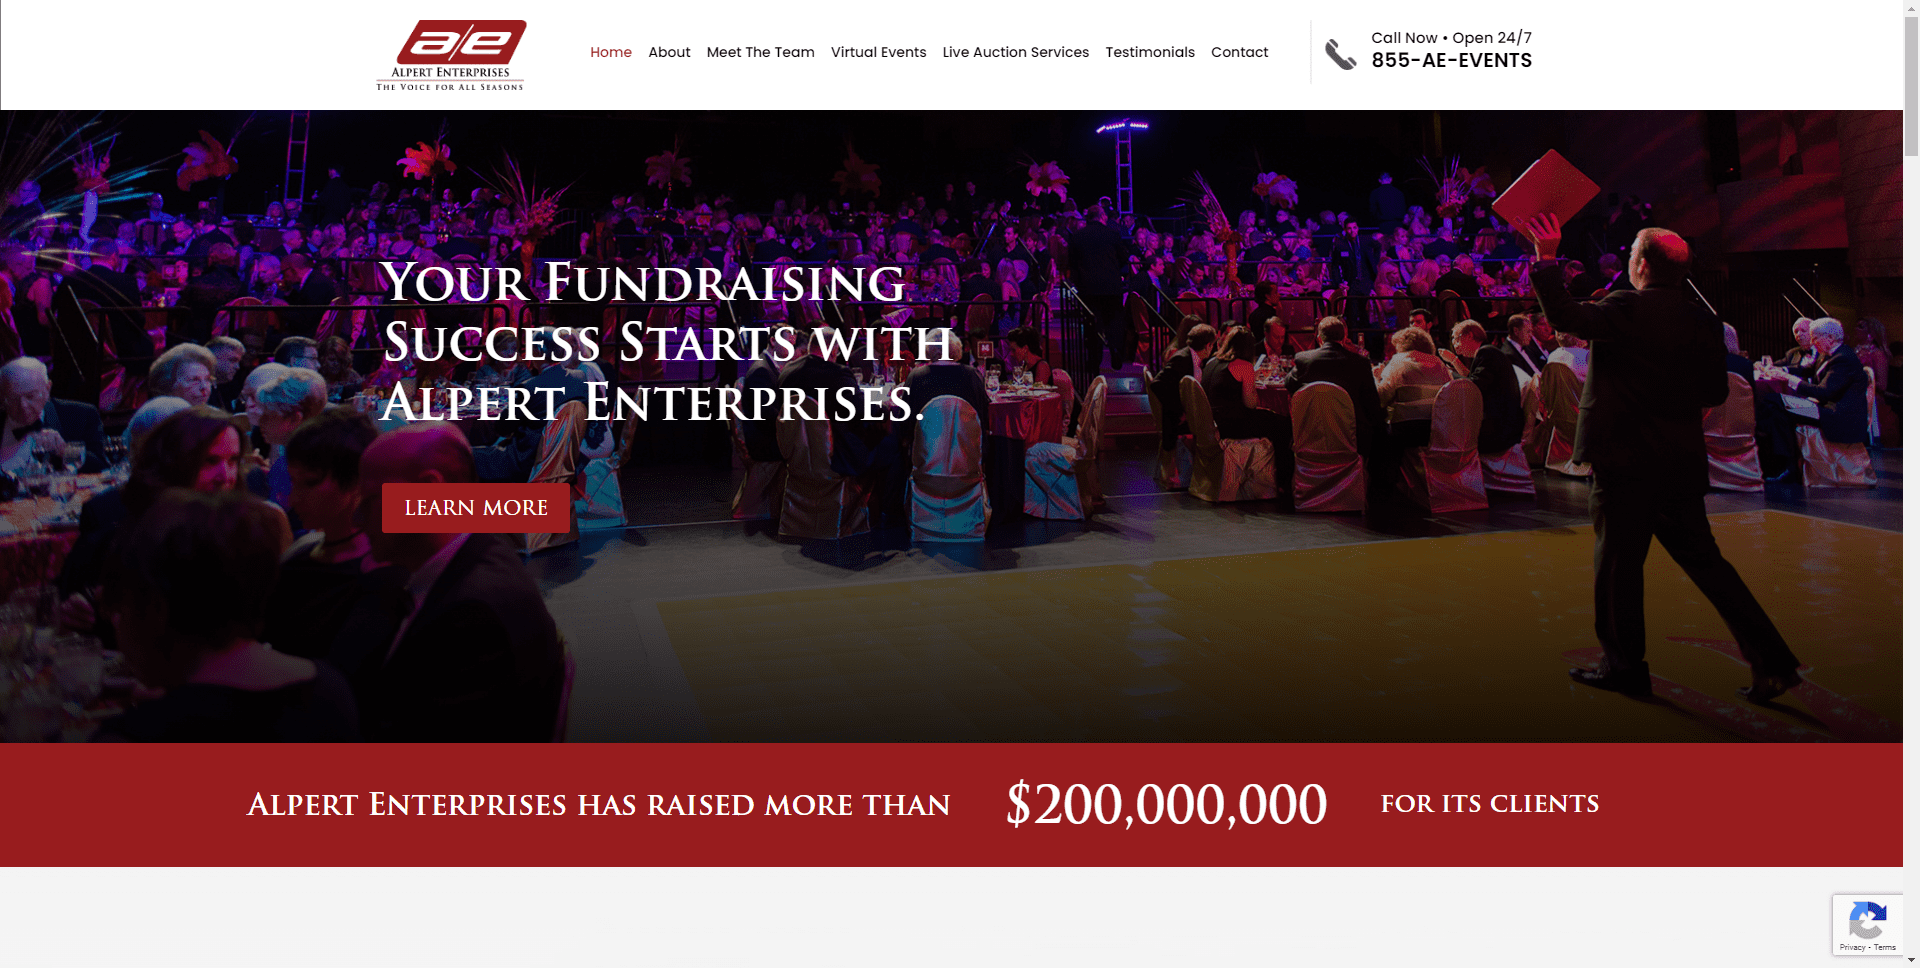 a/e
ALPERT ENTERPRISES
THE VOICE FOR ALL SEASONS
Home About Meet The Team Virtual Events Live Auction Services Testimonials Contact
Call Now • Open 24/7
855-AE-EVENTS
YOUR FUNDRAISING
SUCCESS STARTS WITH
ALPERT ENTERPRISES.
LEARN MORE
ALPERT ENTERPRISES HAS RAISED MORE THAN $200,000,000 FOR ITS CLIENTS
Privacy - Terms